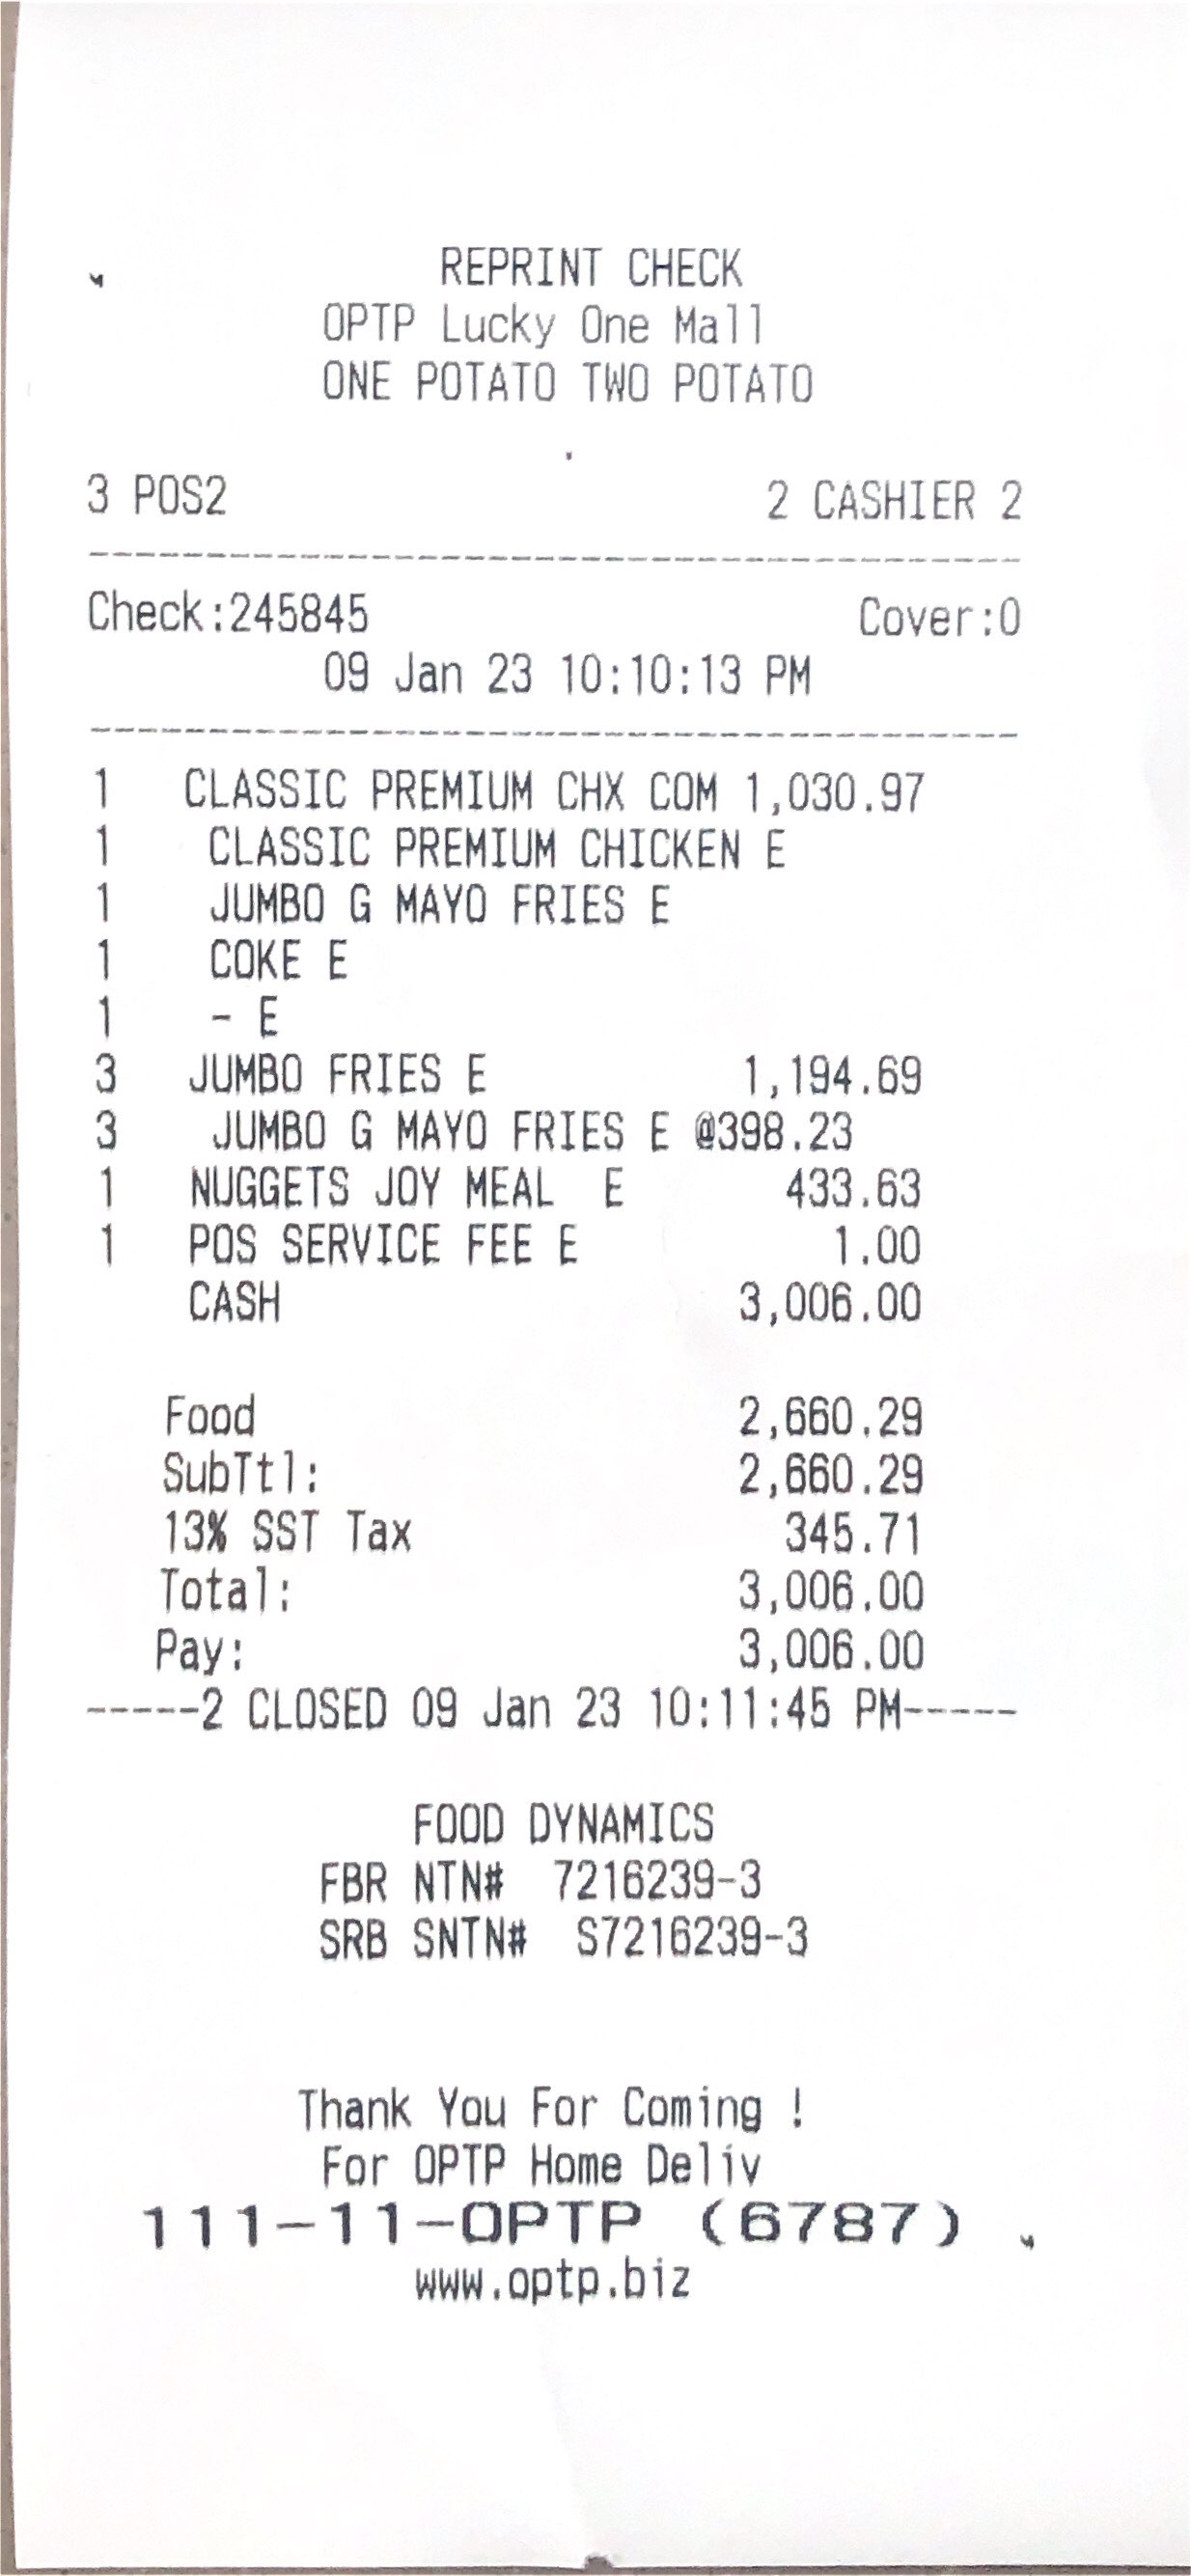 REPRINT CHECK
OPTP Lucky One Mall
ONE POTATO TWO POTATO
3 POS2 2 CASHIER 2
--------------------------------------
Check:245845 Cover:0
09 Jan 23 10:10:13 PM
--------------------------------------
1 CLASSIC PREMIUM CHX COM 1,030.97
1 CLASSIC PREMIUM CHICKEN E
1 JUMBO G MAYO FRIES E
1 COKE E
1 - E
3 JUMBO FRIES E 1,194.69
3 JUMBO G MAYO FRIES E @398.23
1 NUGGETS JOY MEAL E 433.63
1 POS SERVICE FEE E 1.00
CASH 3,006.00
Food 2,660.29
SubTtl: 2,660.29
13% SST Tax 345.71
Total: 3,006.00
Pay: 3,006.00
-----2 CLOSED 09 Jan 23 10:11:45 PM-----
FOOD DYNAMICS
FBR NTN# 7216239-3
SRB SNTN# S7216239-3
Thank You For Coming !
For OPTP Home Deliv
111-11-OPTP (6787)
www.optp.biz